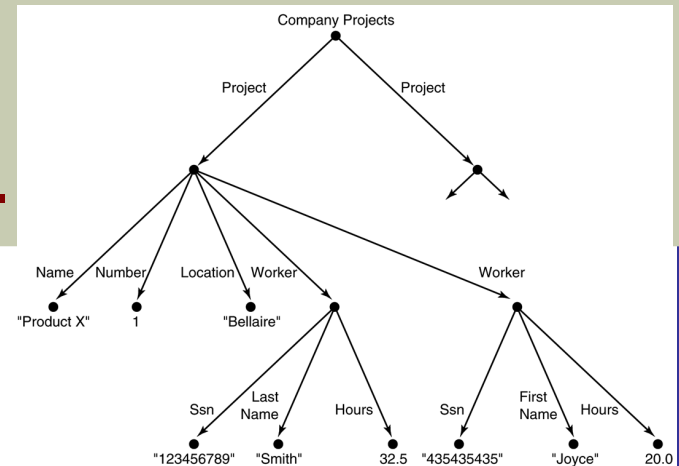 Company Projects
Project Project
Name Number Location Worker Worker
"Product X" 1 "Bellaire"
Ssn Last Name Hours Ssn First Name Hours
"123456789" "Smith" 32.5 "435435435" "Joyce" 20.0